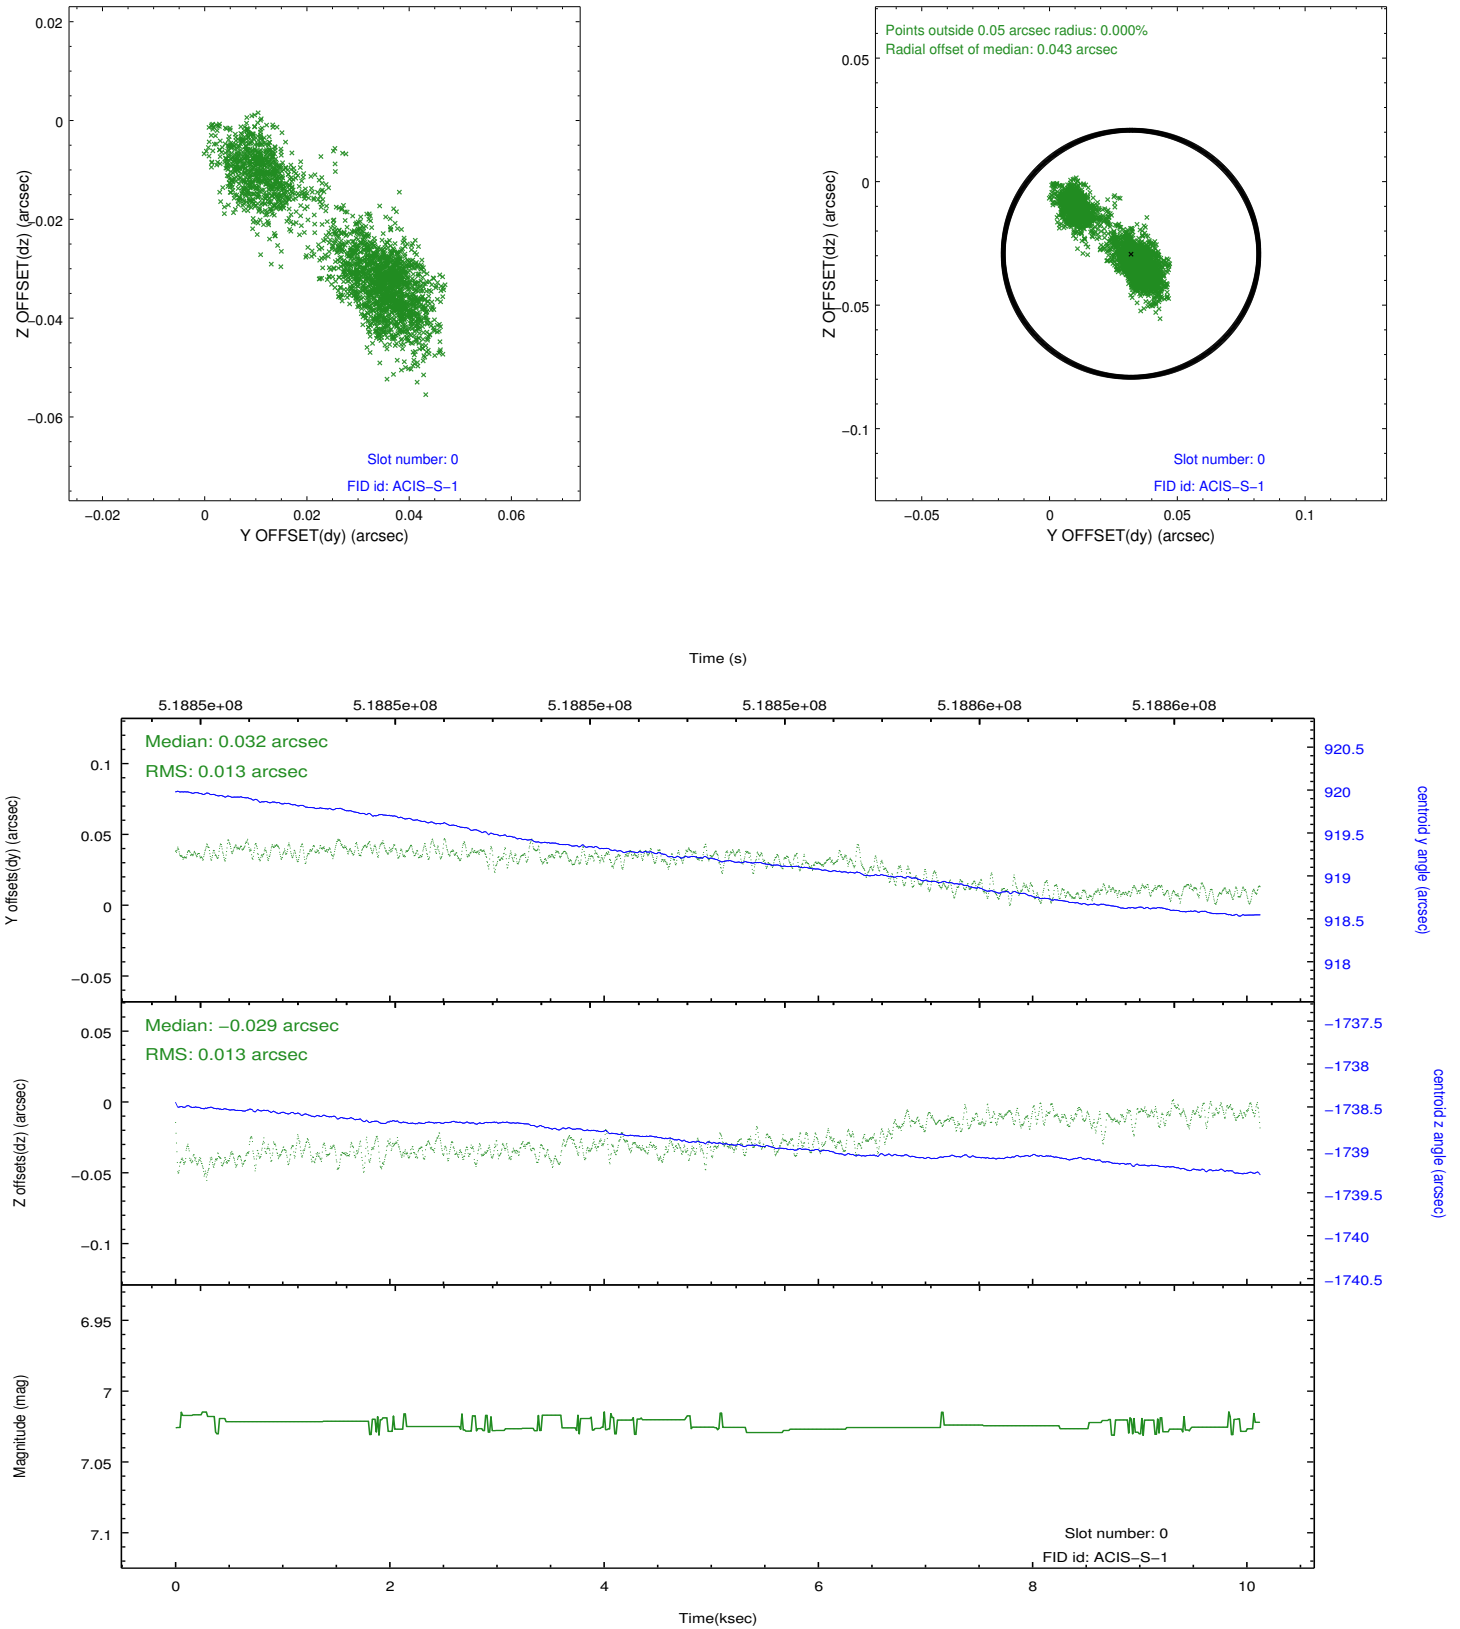 0.02
0
−0.02
−0.04
−0.06
Z OFFSET(dz) (arcsec)
Slot number: 0
FID id: ACIS−S−1
−0.02
0
0.02
0.04
0.06
Y OFFSET(dy) (arcsec)
Points outside 0.05 arcsec radius: 0.000%
Radial offset of median: 0.043 arcsec
0.05
0
−0.05
−0.1
Z OFFSET(dz) (arcsec)
Slot number: 0
FID id: ACIS−S−1
−0.05
0
0.05
0.1
Y OFFSET(dy) (arcsec)
Time (s)
5.1885e+08
5.1885e+08
5.1885e+08
5.1885e+08
5.1886e+08
5.1886e+08
Median: 0.032 arcsec
RMS: 0.013 arcsec
0.1
0.05
0
−0.05
Y offsets(dy) (arcsec)
920.5
920
919.5
919
918.5
918
centroid y angle (arcsec)
Median: −0.029 arcsec
RMS: 0.013 arcsec
0.05
0
−0.05
−0.1
Z offsets(dz) (arcsec)
−1737.5
−1738
−1738.5
−1739
−1739.5
−1740
−1740.5
centroid z angle (arcsec)
6.95
7
7.05
7.1
Magnitude (mag)
Slot number: 0
FID id: ACIS−S−1
0
2
4
6
8
10
Time(ksec)